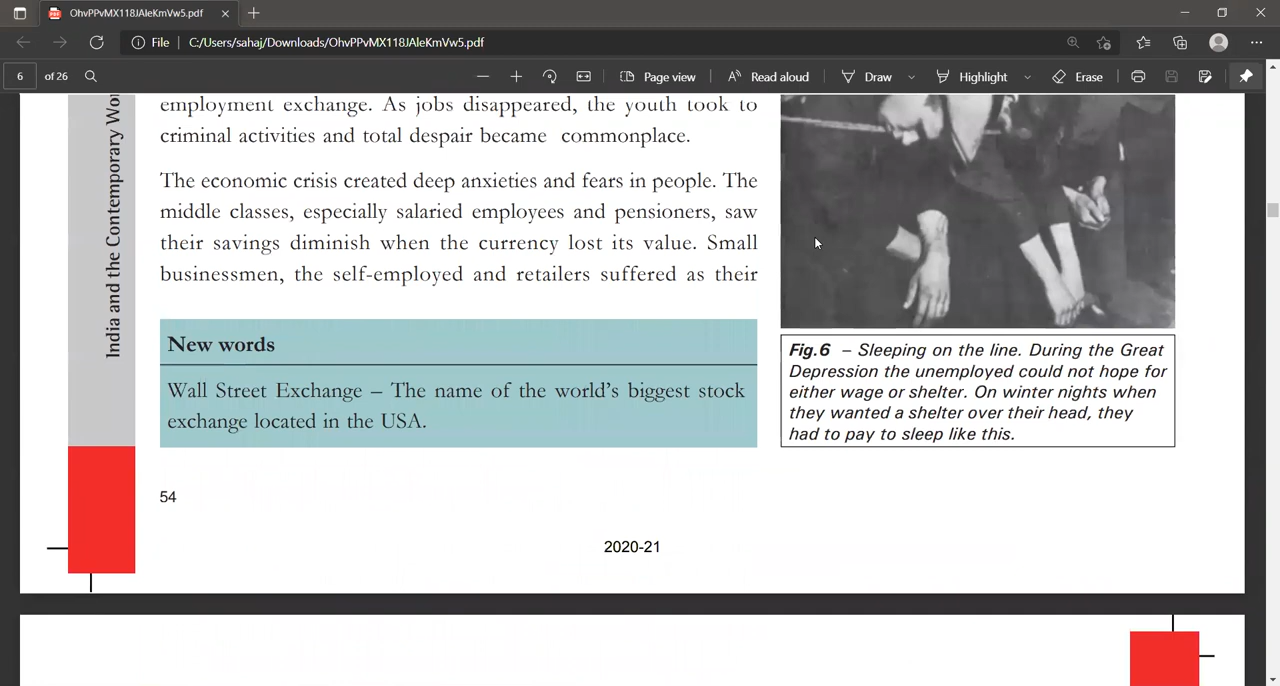 OhvPPvMX118JAleKmVw5.pdf
File C:/Users/sahaj/Downloads/OhvPPvMX118JAleKmVw5.pdf
6 of 26 Page view Read aloud Draw Highlight Erase
India and the Contemporary Wor
employment exchange. As jobs disappeared, the youth took to
criminal activities and total despair became commonplace.
The economic crisis created deep anxieties and fears in people. The
middle classes, especially salaried employees and pensioners, saw
their savings diminish when the currency lost its value. Small
businessmen, the self-employed and retailers suffered as their
New words
Wall Street Exchange – The name of the world's biggest stock
exchange located in the USA.
Fig.6 – Sleeping on the line. During the Great
Depression the unemployed could not hope for
either wage or shelter. On winter nights when
they wanted a shelter over their head, they
had to pay to sleep like this.
54
2020-21